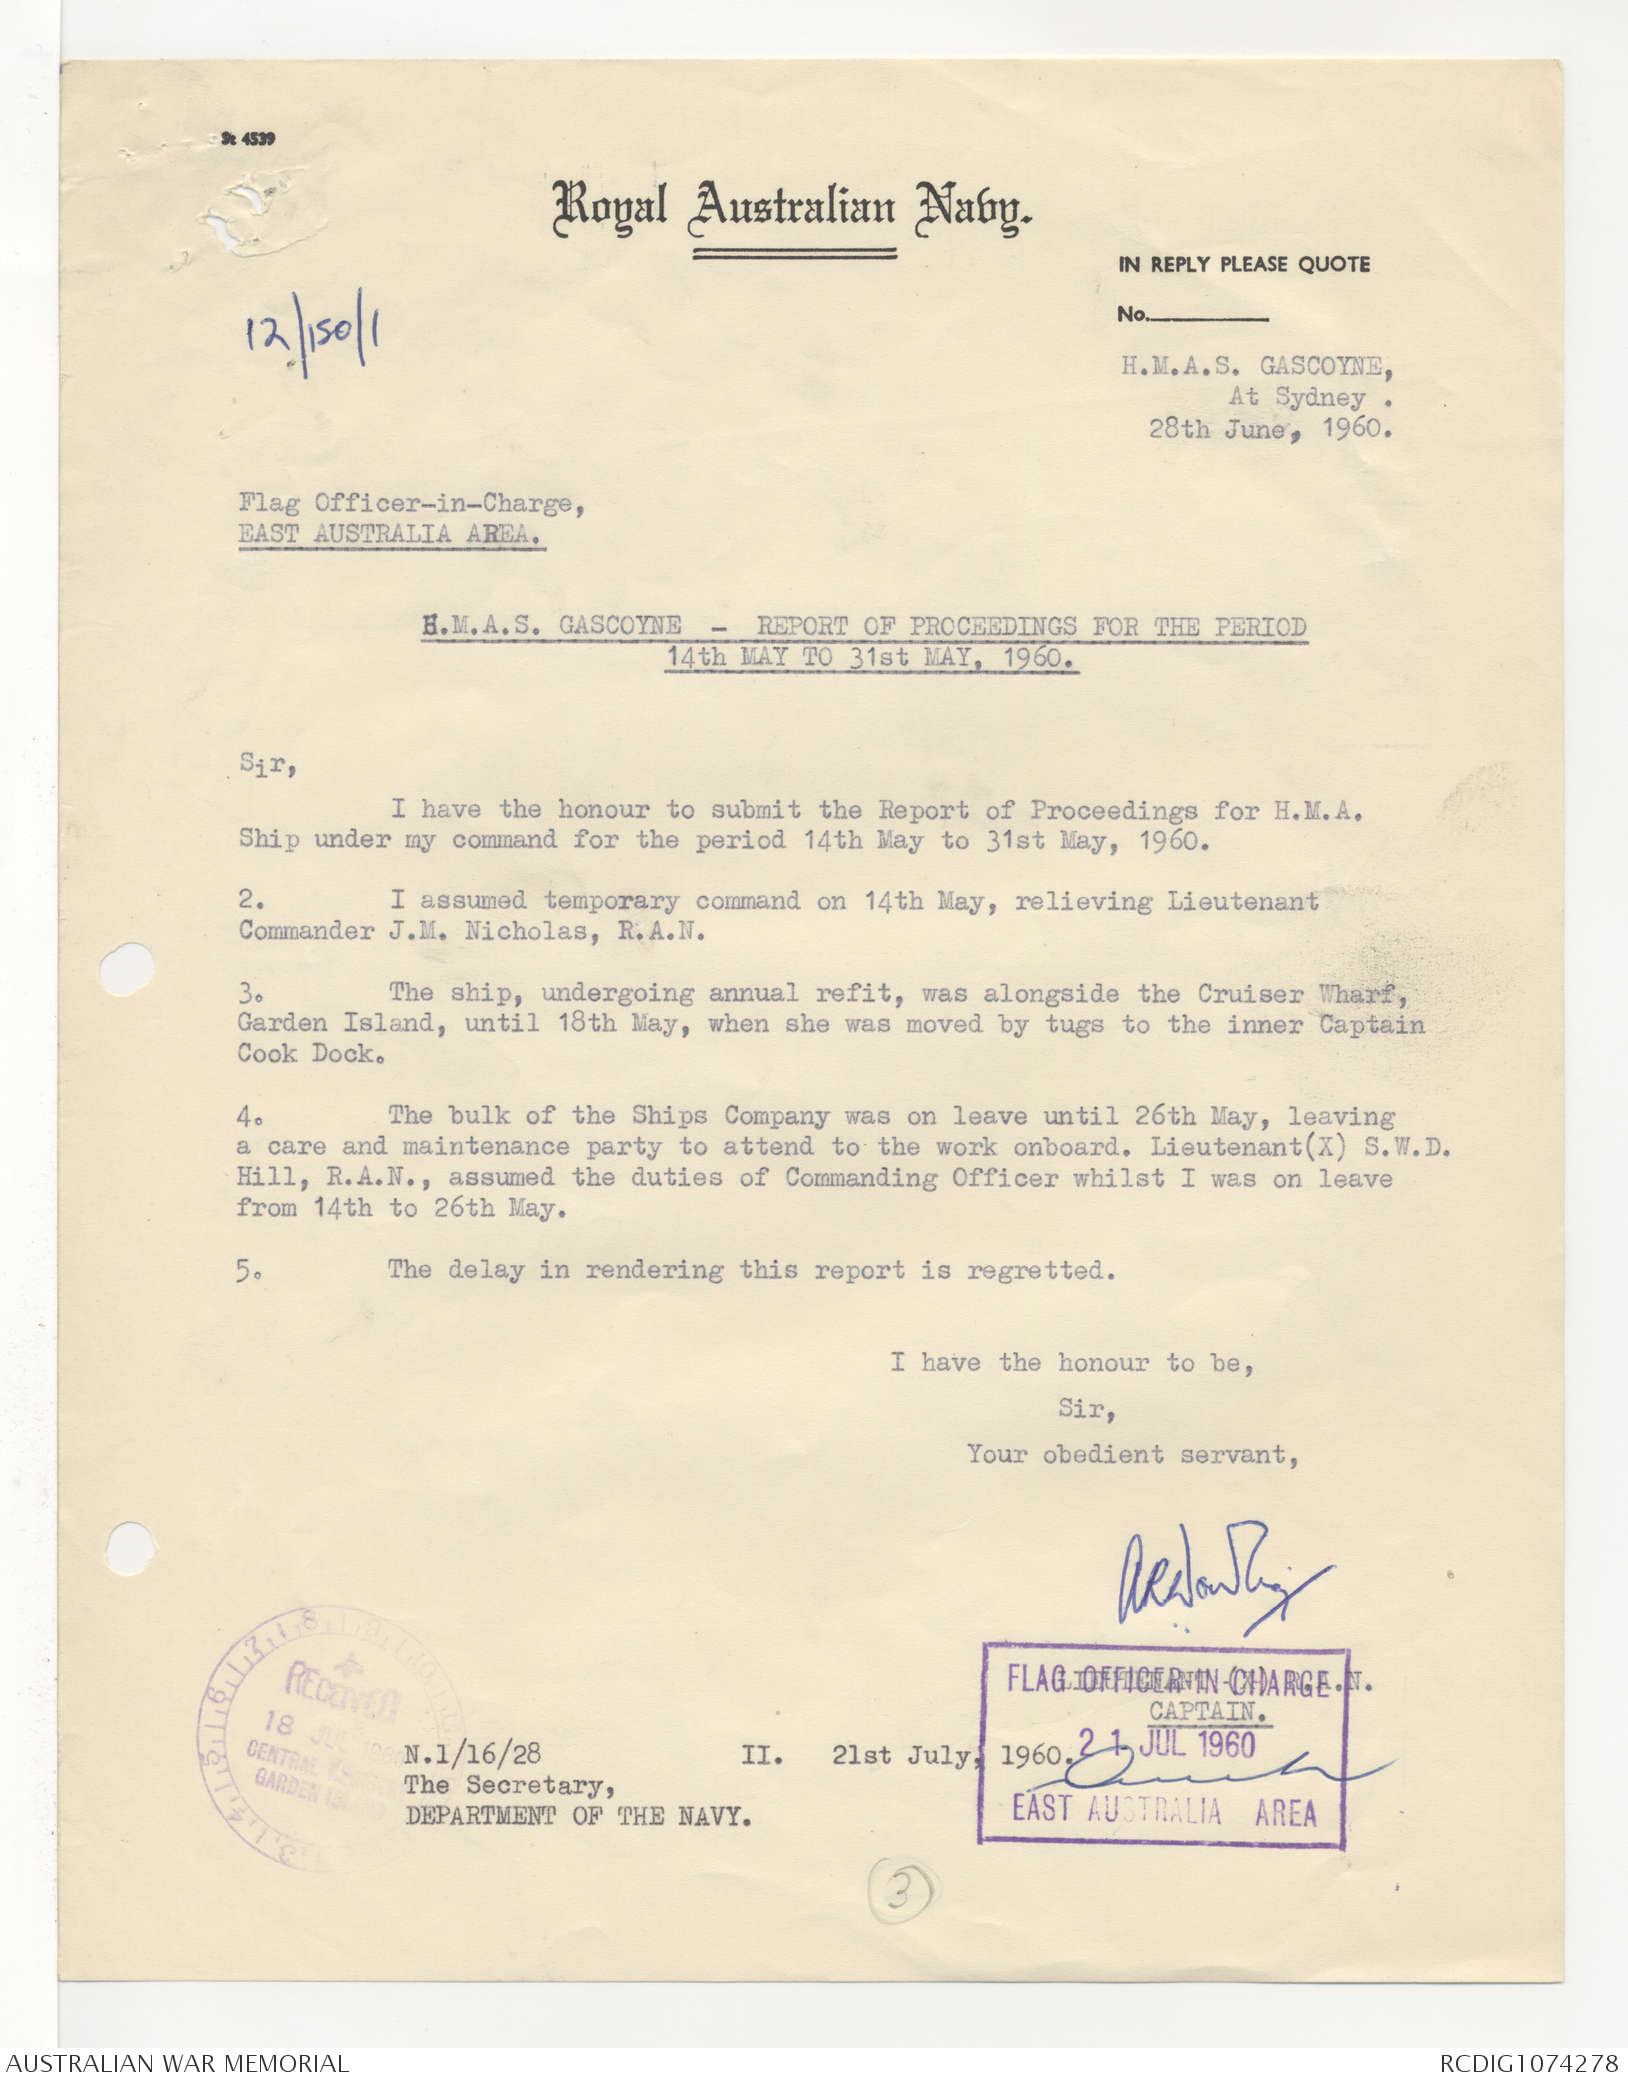 St 4539
Royal Australian Navy.
IN REPLY PLEASE QUOTE
No.
12/150/1
H.M.A.S. GASCOYNE,
At Sydney .
28th June, 1960.
Flag Officer-in-Charge,
EAST AUSTRALIA AREA.
H.M.A.S. GASCOYNE - REPORT OF PROCEEDINGS FOR THE PERIOD
14th MAY TO 31st MAY, 1960.
Sir,
I have the honour to submit the Report of Proceedings for H.M.A.
Ship under my command for the period 14th May to 31st May, 1960.
2. I assumed temporary command on 14th May, relieving Lieutenant
Commander J.M. Nicholas, R.A.N.
3. The ship, undergoing annual refit, was alongside the Cruiser Wharf,
Garden Island, until 18th May, when she was moved by tugs to the inner Captain
Cook Dock.
4. The bulk of the Ships Company was on leave until 26th May, leaving
a care and maintenance party to attend to the work onboard. Lieutenant(X) S.W.D.
Hill, R.A.N., assumed the duties of Commanding Officer whilst I was on leave
from 14th to 26th May.
5. The delay in rendering this report is regretted.
I have the honour to be,
Sir,
Your obedient servant,
LIEUTENANT (X) R.A.N.
CAPTAIN.
FLAG OFFICER-IN-CHARGE
21 JUL 1960
EAST AUSTRALIA AREA
RECEIVED
18 JUL
CENTRAL
GARDEN ISLAND
N.1/16/28 II. 21st July, 1960.
The Secretary,
DEPARTMENT OF THE NAVY.
3
AUSTRALIAN WAR MEMORIAL RCDIG1074278